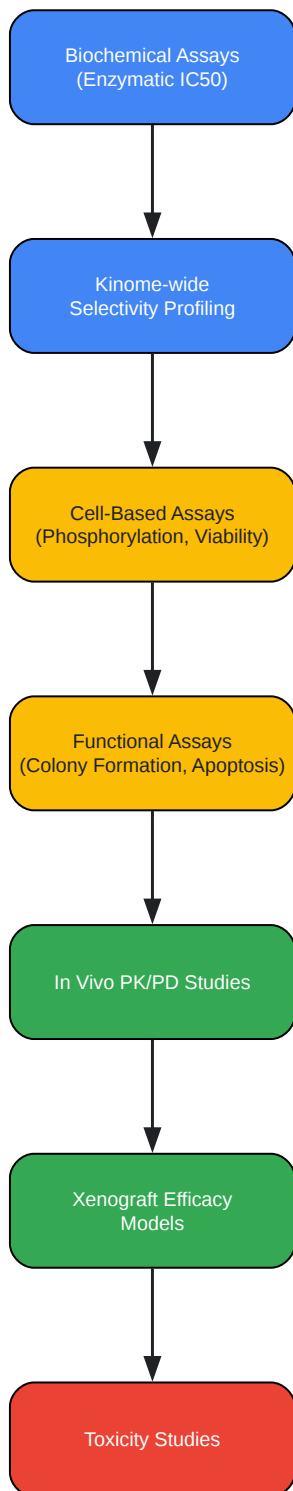 Biochemical Assays
(Enzymatic IC50)
Kinome-wide
Selectivity Profiling
Cell-Based Assays
(Phosphorylation, Viability)
Functional Assays
(Colony Formation, Apoptosis)
In Vivo PK/PD Studies
Xenograft Efficacy
Models
Toxicity Studies